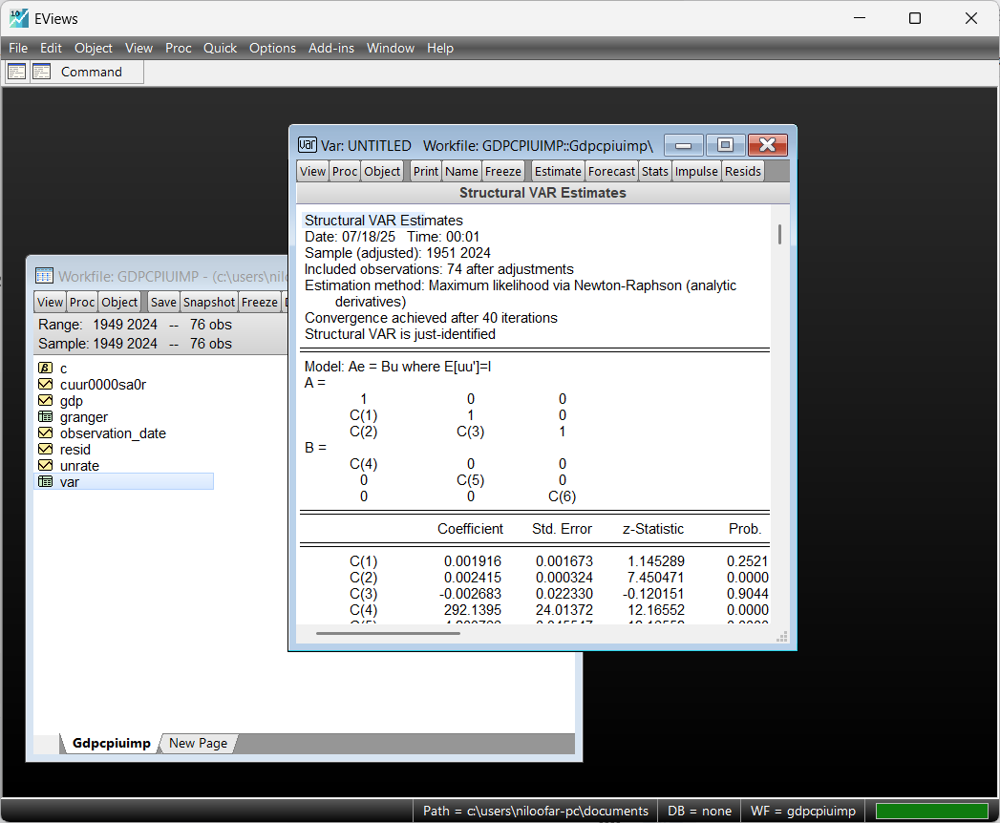 EViews
File Edit Object View Proc Quick Options Add-ins Window Help
Command
Var: UNTITLED Workfile: GDPCPIUIMP::Gdpcpiuimp\
View Proc Object Print Name Freeze Estimate Forecast Stats Impulse Resids
Structural VAR Estimates
Structural VAR Estimates
Date: 07/18/25 Time: 00:01
Sample (adjusted): 1951 2024
Included observations: 74 after adjustments
Estimation method: Maximum likelihood via Newton-Raphson (analytic
derivatives)
Convergence achieved after 40 iterations
Structural VAR is just-identified
Model: Ae = Bu where E[uu']=I
A =
1 0 0
C(1) 1 0
C(2) C(3) 1
B =
C(4) 0 0
0 C(5) 0
0 0 C(6)
Coefficient Std. Error z-Statistic Prob.
C(1) 0.001916 0.001673 1.145289 0.2521
C(2) 0.002415 0.000324 7.450471 0.0000
C(3) -0.002683 0.022330 -0.120151 0.9044
C(4) 292.1395 24.01372 12.16552 0.0000
Workfile: GDPCPIUIMP - (c:\users\nil
View Proc Object Save Snapshot Freeze
Range: 1949 2024 -- 76 obs
Sample: 1949 2024 -- 76 obs
c
cuur0000sa0r
gdp
granger
observation_date
resid
unrate
var
Gdpcpiuimp New Page
Path = c:\users\niloofar-pc\documents DB = none WF = gdpcpiuimp